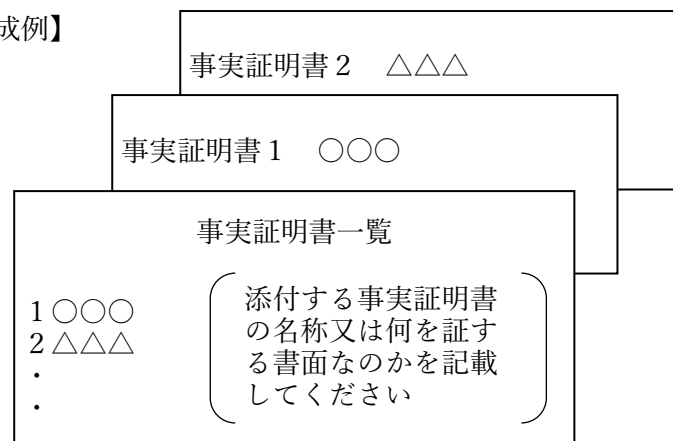 成例】
事実証明書２　△△△
事実証明書１　○○○
事実証明書一覧
1 ○○○
2 △△△
・
・
添付する事実証明書
の名称又は何を証す
る書面なのかを記載
してください